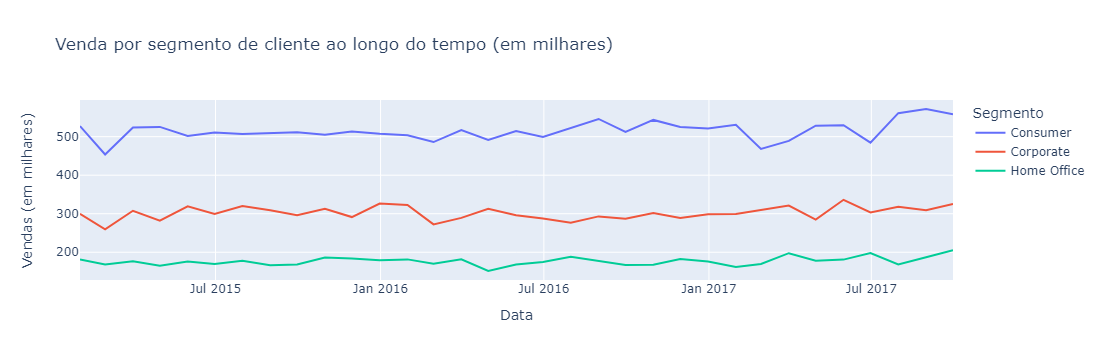 Venda por segmento de cliente ao longo do tempo (em milhares)
Vendas (em milhares)
500
400
300
200
Jul 2015
Jan 2016
Jul 2016
Jan 2017
Jul 2017
Data
Segmento
Consumer
Corporate
Home Office